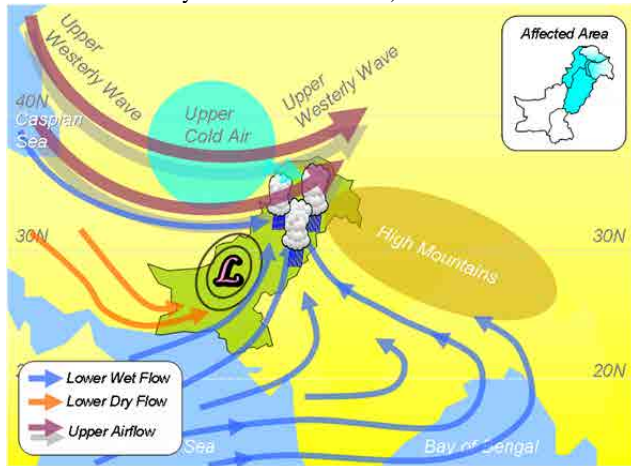 Affected Area
Upper
Westerly Wave
Upper
Westerly Wave
Upper
Cold Air
40N
Caspian
Sea
30N
30N
High Mountains
L
20N
Lower Wet Flow
Lower Dry Flow
Upper Airflow
Sea
Bay of Bengal